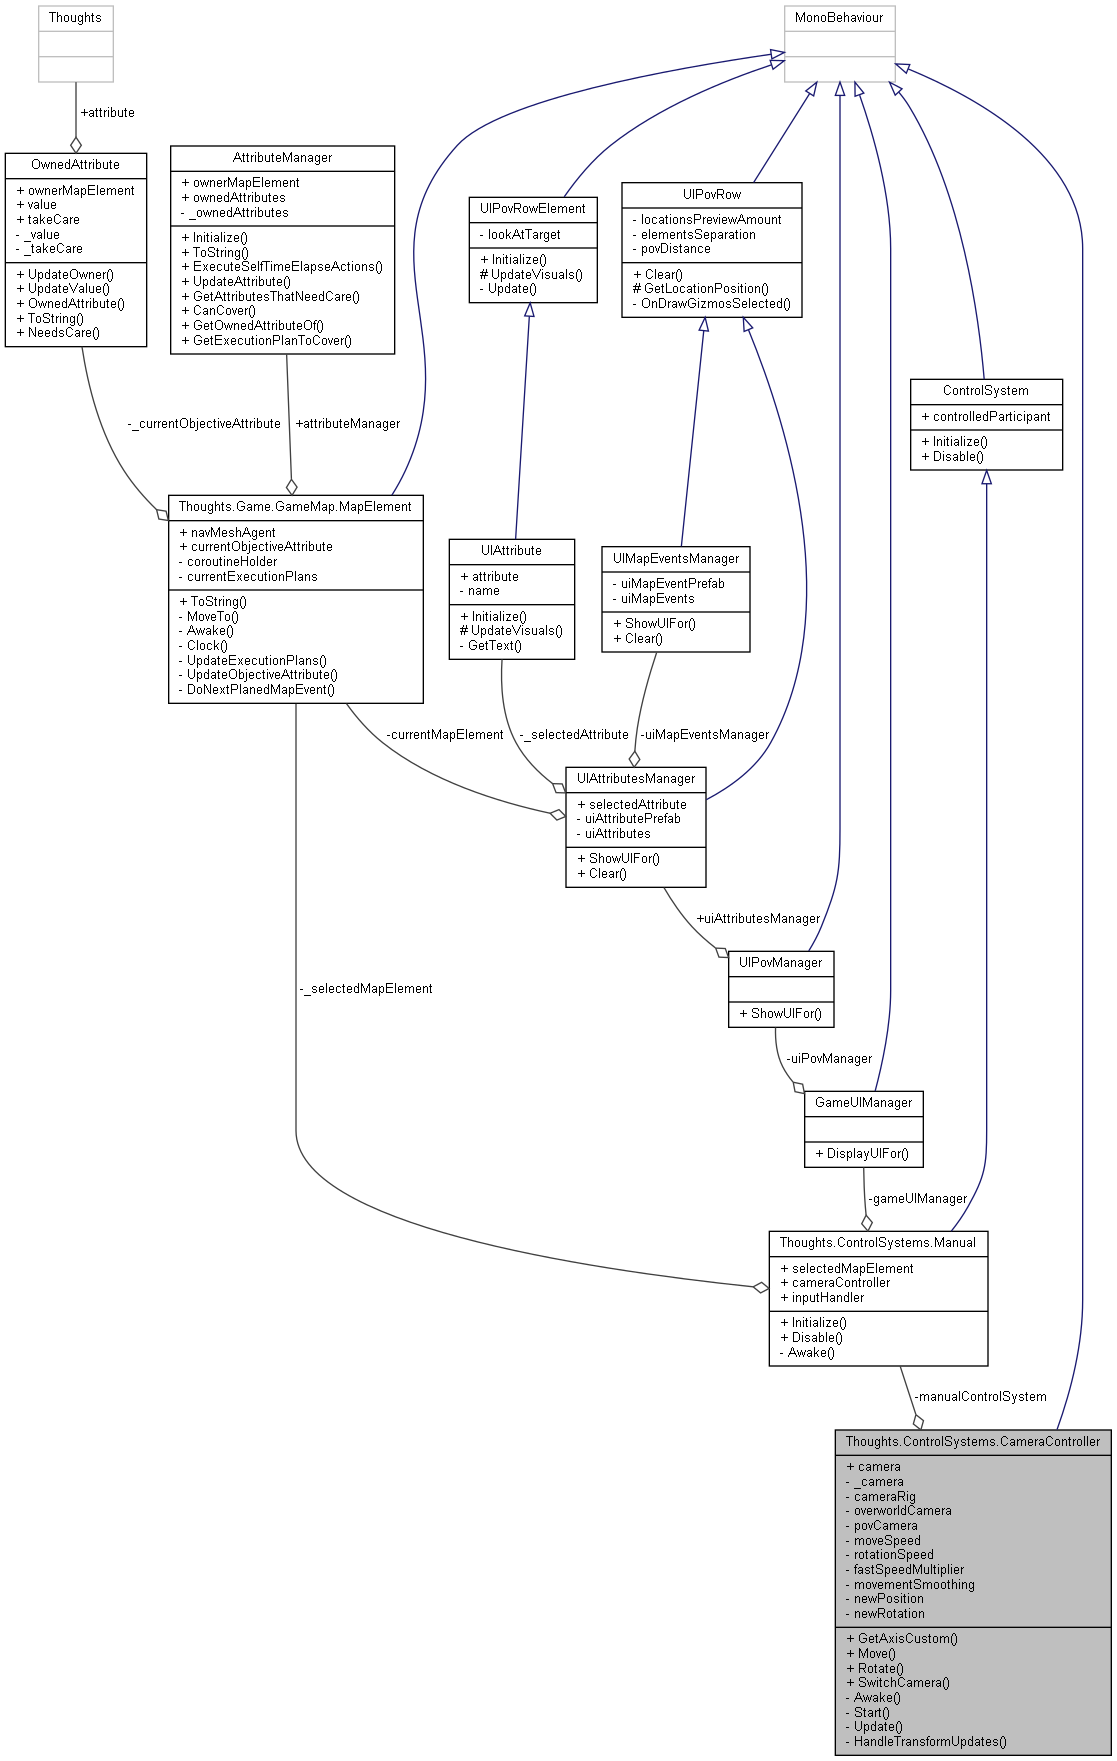 Thoughts
MonoBehaviour
+attribute
OwnedAttribute
+ ownerMapElement
+ value
+ takeCare
- _value
- _takeCare
+ UpdateOwner()
+ UpdateValue()
+ OwnedAttribute()
+ ToString()
+ NeedsCare()
AttributeManager
+ ownerMapElement
+ ownedAttributes
- _ownedAttributes
+ Initialize()
+ ToString()
+ ExecuteSelfTimeElapseActions()
+ UpdateAttribute()
+ GetAttributesThatNeedCare()
+ CanCover()
+ GetOwnedAttributeOf()
+ GetExecutionPlanToCover()
UIPovRowElement
- lookAtTarget
+ Initialize()
# UpdateVisuals()
- Update()
UIPovRow
- locationsPreviewAmount
- elementsSeparation
- povDistance
+ Clear()
# GetLocationPosition()
- OnDrawGizmosSelected()
ControlSystem
+ controlledParticipant
+ Initialize()
+ Disable()
-_currentObjectiveAttribute
+attributeManager
Thoughts.Game.GameMap.MapElement
+ navMeshAgent
+ currentObjectiveAttribute
- coroutineHolder
- currentExecutionPlans
+ ToString()
- MoveTo()
- Awake()
- Clock()
- UpdateExecutionPlans()
- UpdateObjectiveAttribute()
- DoNextPlanedMapEvent()
UIAttribute
+ attribute
- name
+ Initialize()
# UpdateVisuals()
- GetText()
UIMapEventsManager
- uiMapEventPrefab
- uiMapEvents
+ ShowUIFor()
+ Clear()
-currentMapElement
-_selectedAttribute
-uiMapEventsManager
UIAttributesManager
+ selectedAttribute
- uiAttributePrefab
- uiAttributes
+ ShowUIFor()
+ Clear()
+uiAttributesManager
UIPovManager
+ ShowUIFor()
-_selectedMapElement
-uiPovManager
GameUIManager
+ DisplayUIFor()
-gameUIManager
Thoughts.ControlSystems.Manual
+ selectedMapElement
+ cameraController
+ inputHandler
+ Initialize()
+ Disable()
- Awake()
-manualControlSystem
Thoughts.ControlSystems.CameraController
+ camera
- _camera
- cameraRig
- overworldCamera
- povCamera
- moveSpeed
- rotationSpeed
- fastSpeedMultiplier
- movementSmoothing
- newPosition
- newRotation
+ GetAxisCustom()
+ Move()
+ Rotate()
+ SwitchCamera()
- Awake()
- Start()
- Update()
- HandleTransformUpdates()